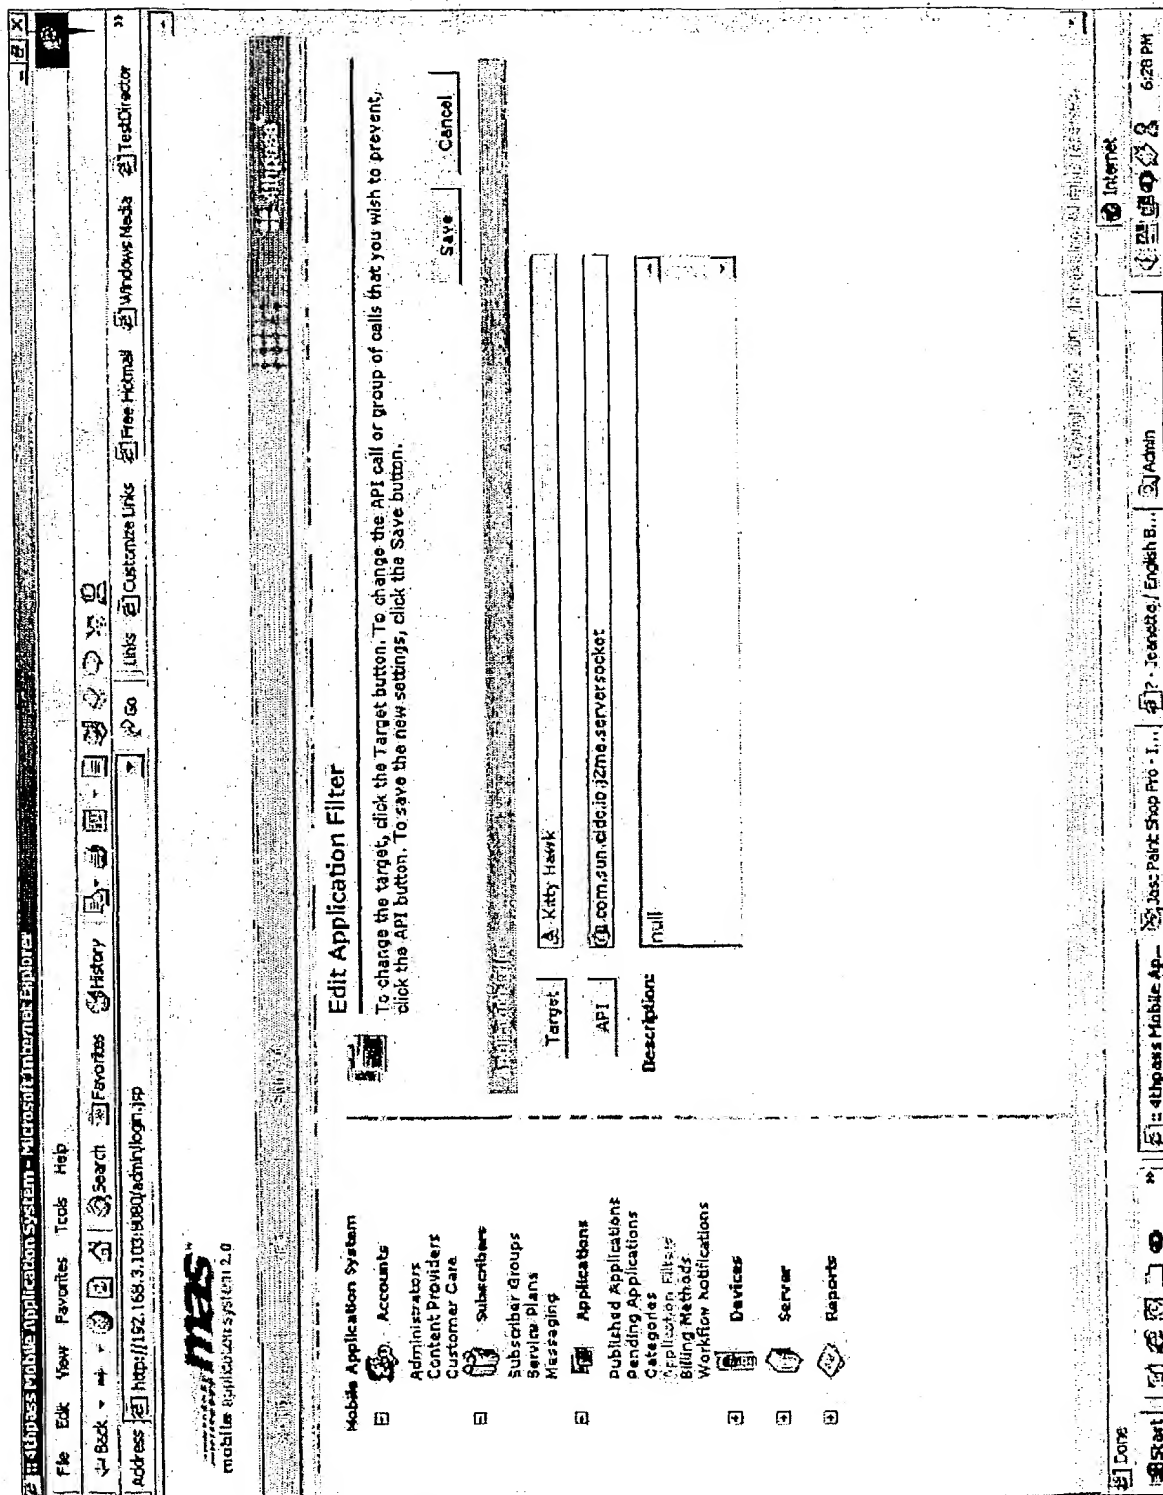 :: 4thpass Mobile Application System - Microsoft Internet Explorer
File Edit View Favorites Tools Help
Back Search Favorites History
Address http://192.168.3.103:8080/admin/login.jsp Go Links Customize Links Free Hotmail Windows Media TestDirector
mas
mobile application system 2.0
4thpass
Mobile Application System
Accounts
Administrators
Content Providers
Customer Care
Subscribers
Subscriber Groups
Service Plans
Messaging
Applications
Published Applications
Pending Applications
Categories
Application Filters
Billing Methods
Workflow Notifications
Devices
Server
Reports
Edit Application Filter
To change the target, click the Target button. To change the API call or group of calls that you wish to prevent,
click the API button. To save the new settings, click the Save button.
Save Cancel
Target Kitty Hawk
API com.sun.cldc.io.j2me.serversocket
Description: null
Done Internet
Start :: 4thpass Mobile Ap... Jasc Paint Shop Pro - I... ? - Jeanette / English B... Admin 6:28 PM